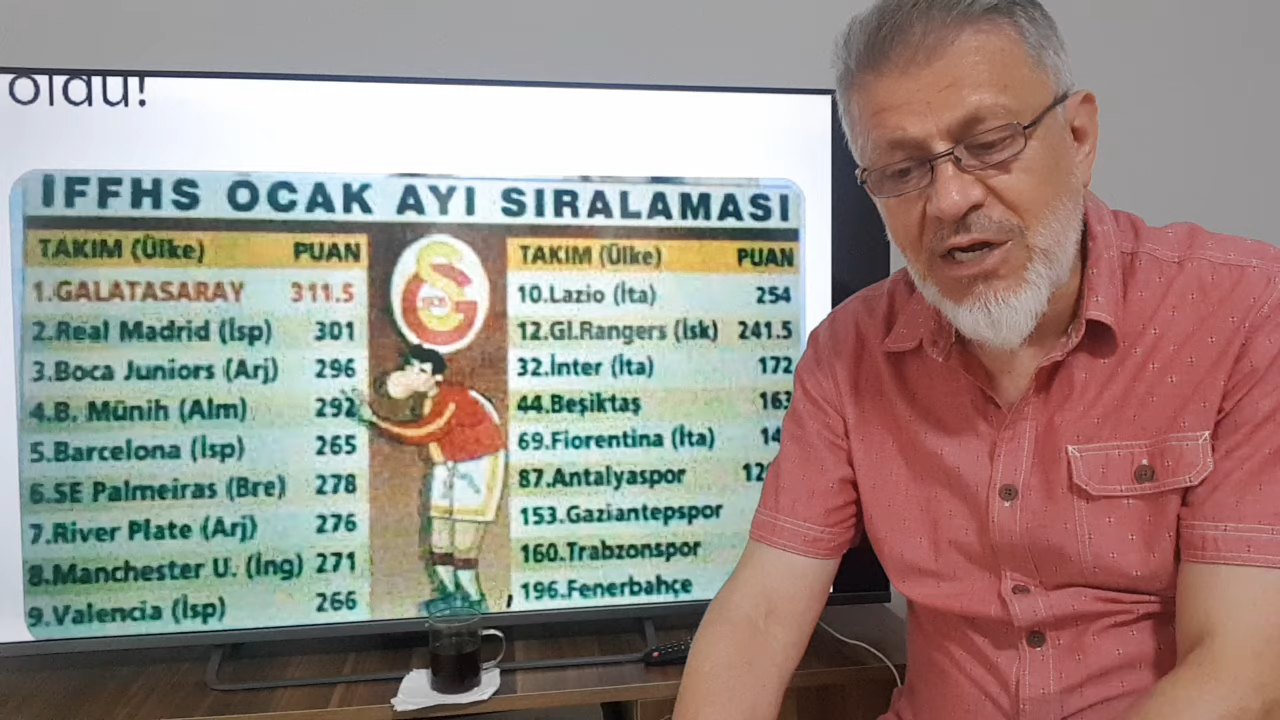 oldu!
İFFHS OCAK AYI SIRALAMASI
TAKIM (Ülke) PUAN
1.GALATASARAY 311.5
2.Real Madrid (İsp) 301
3.Boca Juniors (Arj) 296
4.B. Münih (Alm) 292
5.Barcelona (İsp) 265
6.SE Palmeiras (Bre) 278
7.River Plate (Arj) 276
8.Manchester U. (İng) 271
9.Valencia (İsp) 266
TAKIM (Ülke) PUAN
10.Lazio (İta) 254
12.Gl.Rangers (İsk) 241.5
32.İnter (İta) 172
44.Beşiktaş 163
69.Fiorentina (İta)
87.Antalyaspor
153.Gaziantepspor
160.Trabzonspor
196.Fenerbahçe